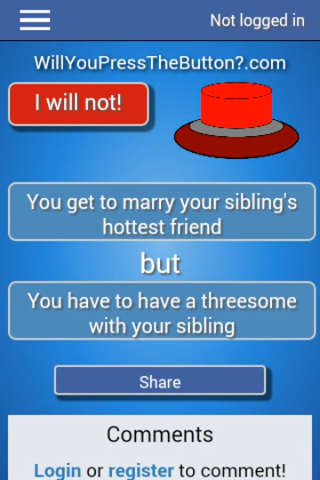 Not logged in
WillYouPressTheButton?.com
I will not!
You get to marry your sibling's
hottest friend
but
You have to have a threesome
with your sibling
Share
Comments
Login or register to comment!